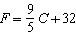 F = 9/5 C + 32